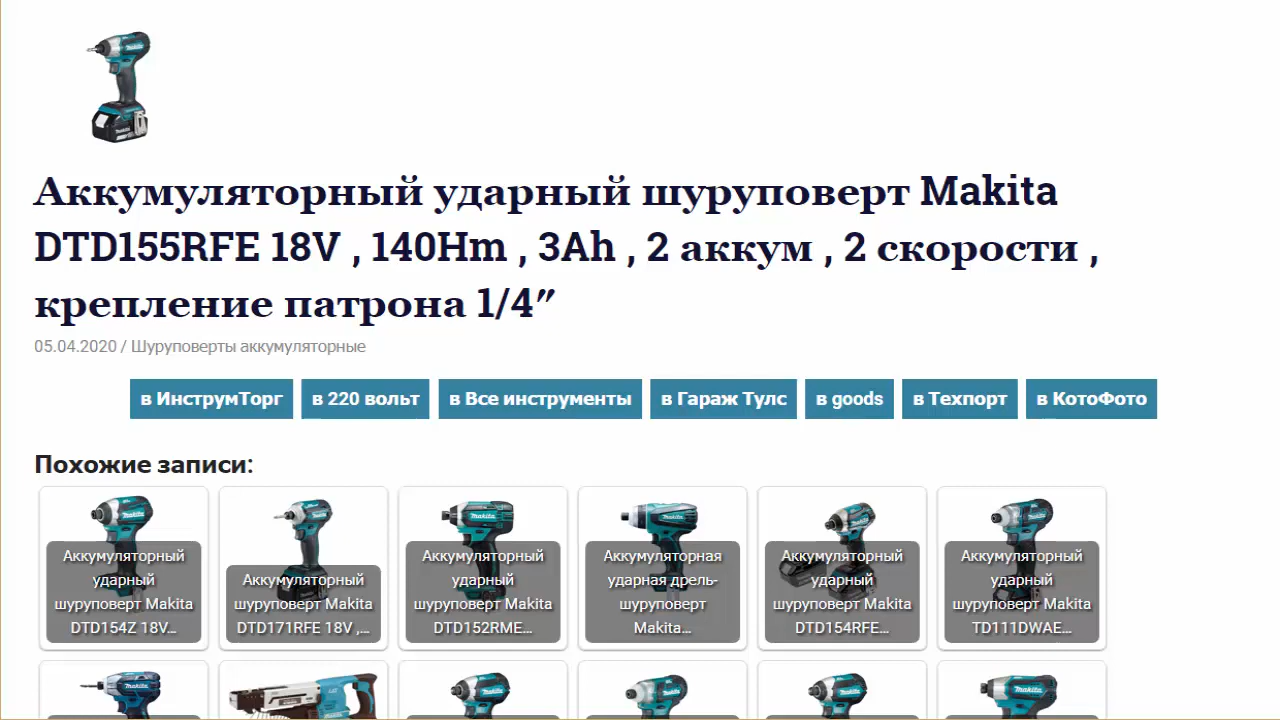 Аккумуляторный ударный шуруповерт Makita
DTD155RFE 18V , 140Hm , 3Ah , 2 аккум , 2 скорости ,
крепление патрона 1/4″
05.04.2020 / Шуруповерты аккумуляторные
в ИнструмТорг в 220 вольт в Все инструменты в Гараж Тулс в goods в Техпорт в КотоФото
Похожие записи:
Аккумуляторный
ударный
шуруповерт Makita
DTD154Z 18V...
Аккумуляторный
шуруповерт Makita
DTD171RFE 18V ,...
Аккумуляторный
ударный
шуруповерт Makita
DTD152RME...
Аккумуляторная
ударная дрель-
шуруповерт
Makita...
Аккумуляторный
ударный
шуруповерт Makita
DTD154RFE...
Аккумуляторный
ударный
шуруповерт Makita
TD111DWAE...